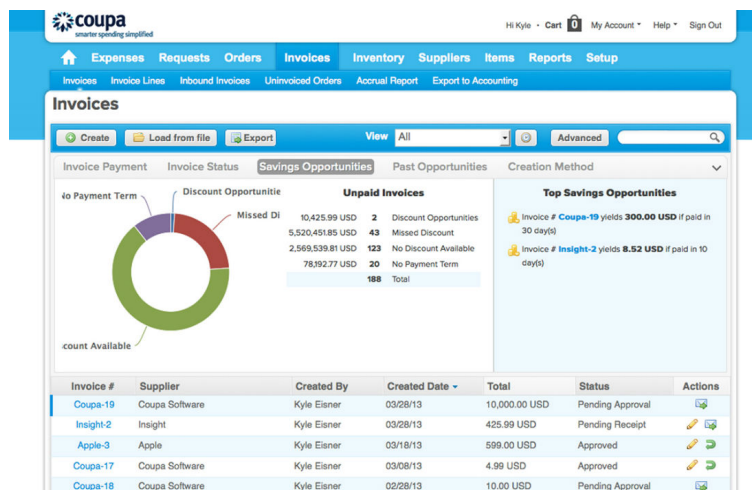 coupa
smarter spending simplified
Hi Kyle • Cart 0 My Account Help Sign Out
Expenses Requests Orders Invoices Inventory Suppliers Items Reports Setup
Invoices Invoice Lines Inbound Invoices Uninvoiced Orders Accrual Report Export to Accounting
Invoices
Create Load from file Export View All Advanced
Invoice Payment Invoice Status Savings Opportunities Past Opportunities Creation Method
No Payment Term
Discount Opportunitie
Missed Di
count Available
Unpaid Invoices
10,425.99 USD 2 Discount Opportunities
5,520,451.85 USD 43 Missed Discount
2,569,539.81 USD 123 No Discount Available
78,192.77 USD 20 No Payment Term
188 Total
Top Savings Opportunities
Invoice # Coupa-19 yields 300.00 USD if paid in
30 day(s)
Invoice # Insight-2 yields 8.52 USD if paid in 10
day(s)
Invoice # Supplier Created By Created Date Total Status Actions
Coupa-19 Coupa Software Kyle Eisner 03/28/13 10,000.00 USD Pending Approval
Insight-2 Insight Kyle Eisner 03/28/13 425.99 USD Pending Receipt
Apple-3 Apple Kyle Eisner 03/18/13 599.00 USD Approved
Coupa-17 Coupa Software Kyle Eisner 03/08/13 4.99 USD Approved
Coupa-18 Coupa Software Kyle Eisner 02/28/13 10.00 USD Pending Approval